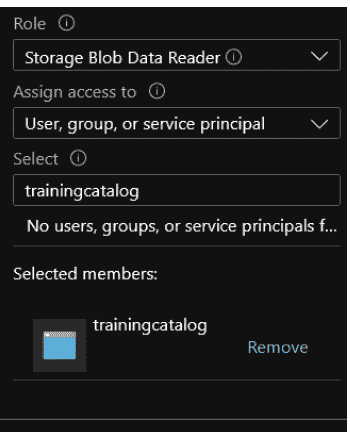 Role
Storage Blob Data Reader
Assign access to
User, group, or service principal
Select
trainingcatalog
No users, groups, or service principals f...
Selected members:
trainingcatalog
Remove